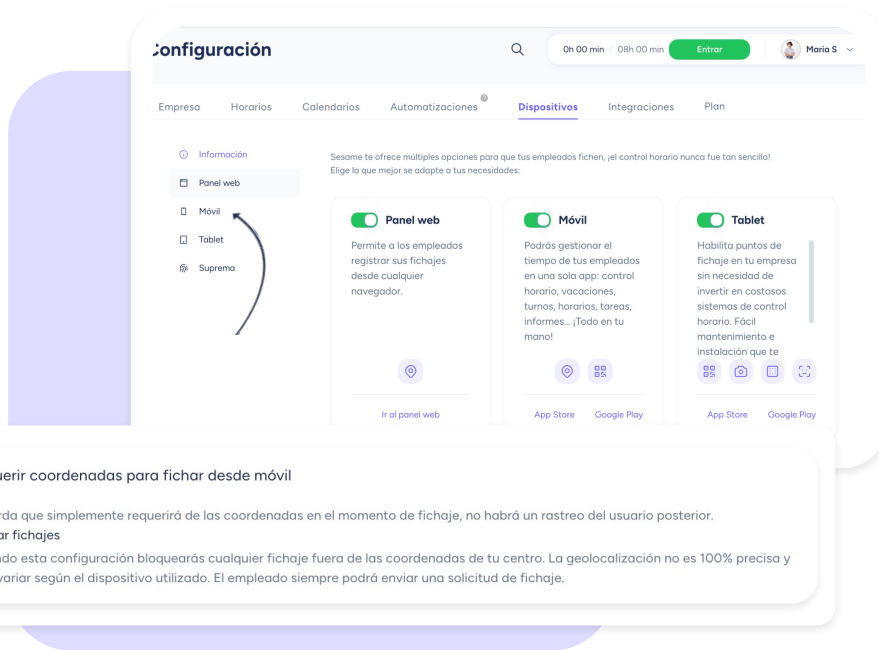 Configuración
0h 00 min / 08h 00 min Entrar Maria S
Empresa Horarios Calendarios Automatizaciones Dispositivos Integraciones Plan
Información
Panel web
Móvil
Tablet
Suprema
Sesame te ofrece múltiples opciones para que tus empleados fichen, ¡el control horario nunca fue tan sencillo!
Elige la que mejor se adapte a tus necesidades:
Panel web
Permite a los empleados
registrar sus fichajes
desde cualquier
navegador.
Ir al panel web
Móvil
Podrás gestionar el
tiempo de tus empleados
en una sola app: control
horario, vacaciones,
turnos, horarios, tareas,
informes... ¡Todo en tu
mano!
App Store Google Play
Tablet
Habilita puntos de
fichaje en tu empresa
sin necesidad de
invertir en costosos
sistemas de control
horario. Fácil
mantenimiento e
instalación que te
App Store Google Play
uerir coordenadas para fichar desde móvil
rda que simplemente requerirá de las coordenadas en el momento de fichaje, no habrá un rastreo del usuario posterior.
ar fichajes
ndo esta configuración bloquearás cualquier fichaje fuera de las coordenadas de tu centro. La geolocalización no es 100% precisa y
variar según el dispositivo utilizado. El empleado siempre podrá enviar una solicitud de fichaje.